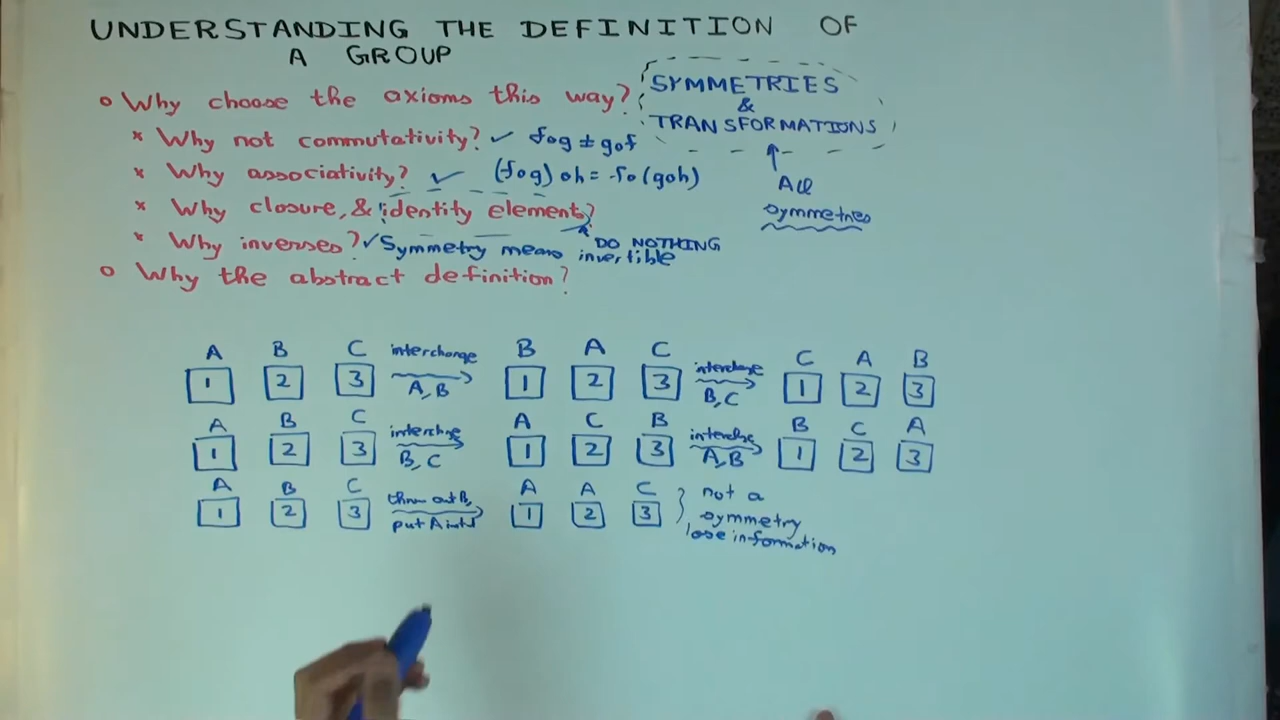 UNDERSTANDING THE DEFINITION OF
A GROUP
o Why choose the axioms this way? SYMMETRIES
&
TRANSFORMATIONS
* Why not commutativity? ✓ fog ≠ gof
* Why associativity? ✓ (fog) oh = fo (goh)
All
symmetries
* Why closure, & identity element?
DO NOTHING
* Why inverses? ✓ Symmetry means invertible
o Why the abstract definition?
A B C interchange B A C interchange C A B
1 2 3 A, B 1 2 3 B, C 1 2 3
A B C interchange A C B interchange B C A
1 2 3 B, C 1 2 3 A, B 1 2 3
A B C throw out B, A A C not a
1 2 3 put A 1 2 3 symmetry
lose information